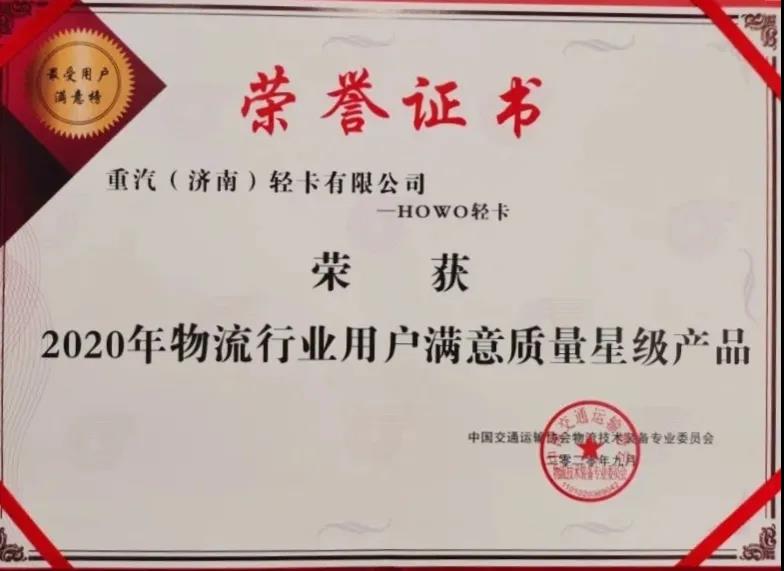 最受用户
满意榜
荣誉证书
重汽（济南）轻卡有限公司
—HOWO轻卡
荣 获
2020年物流行业用户满意质量星级产品
中国交通运输协会物流技术装备专业委员会
二零二零年九月